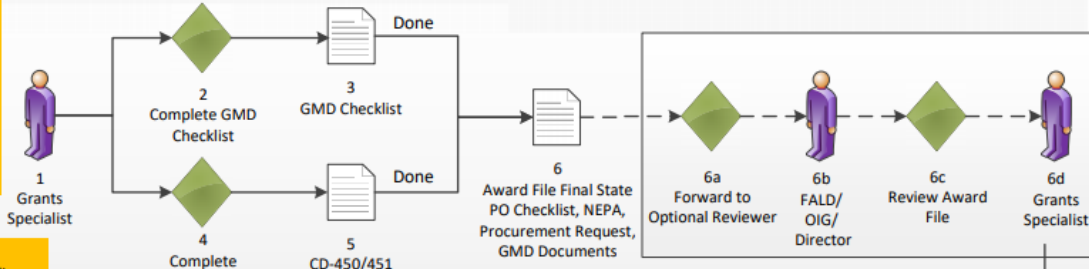 Done
1
Grants
Specialist
2
Complete GMD
Checklist
3
GMD Checklist
4
Complete
Done
5
CD-450/451
6
Award File Final State
PO Checklist, NEPA,
Procurement Request,
GMD Documents
6a
Forward to
Optional Reviewer
6b
FALD/
OIG/
Director
6c
Review Award
File
6d
Grants
Specialist